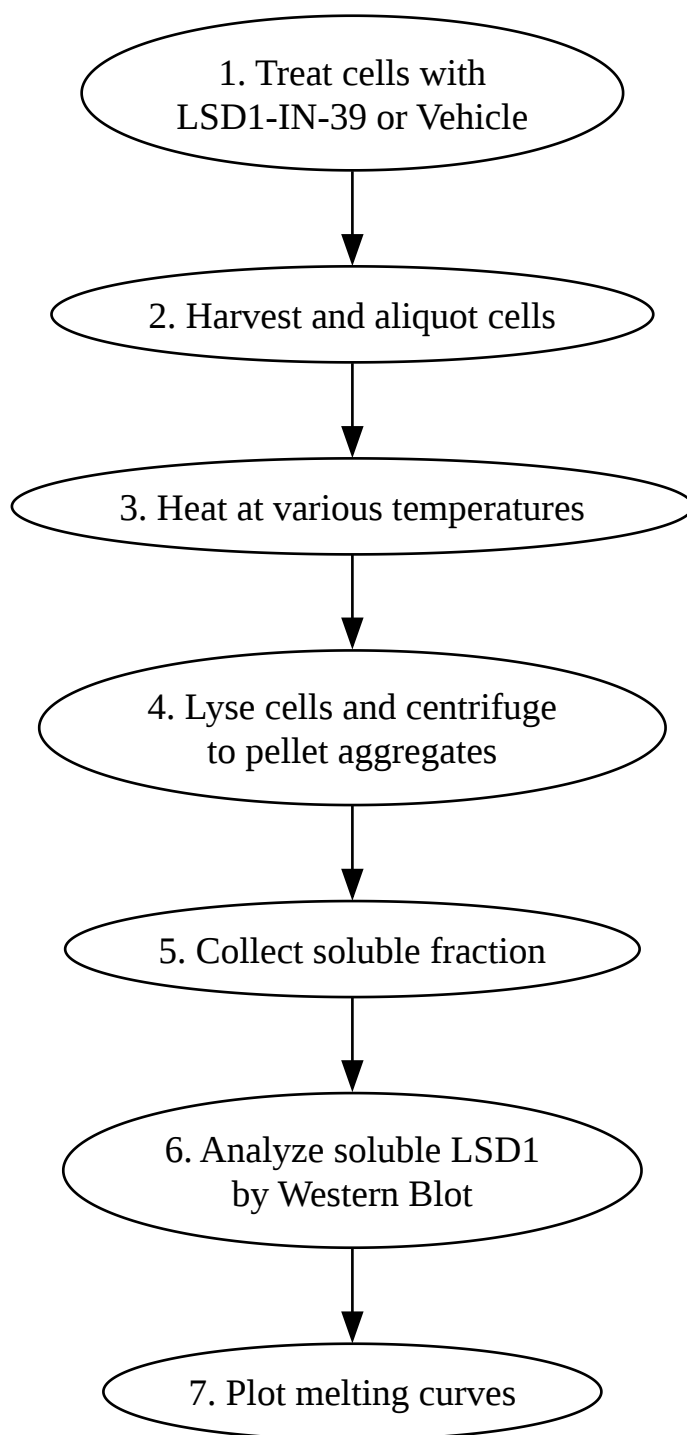 1. Treat cells with
LSD1-IN-39 or Vehicle
2. Harvest and aliquot cells
3. Heat at various temperatures
4. Lyse cells and centrifuge
to pellet aggregates
5. Collect soluble fraction
6. Analyze soluble LSD1
by Western Blot
7. Plot melting curves